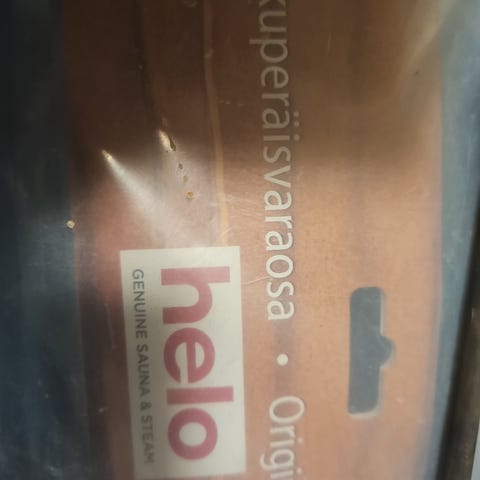 kuperäisvaraosa • Origi
helo
GENUINE SAUNA & STEAM